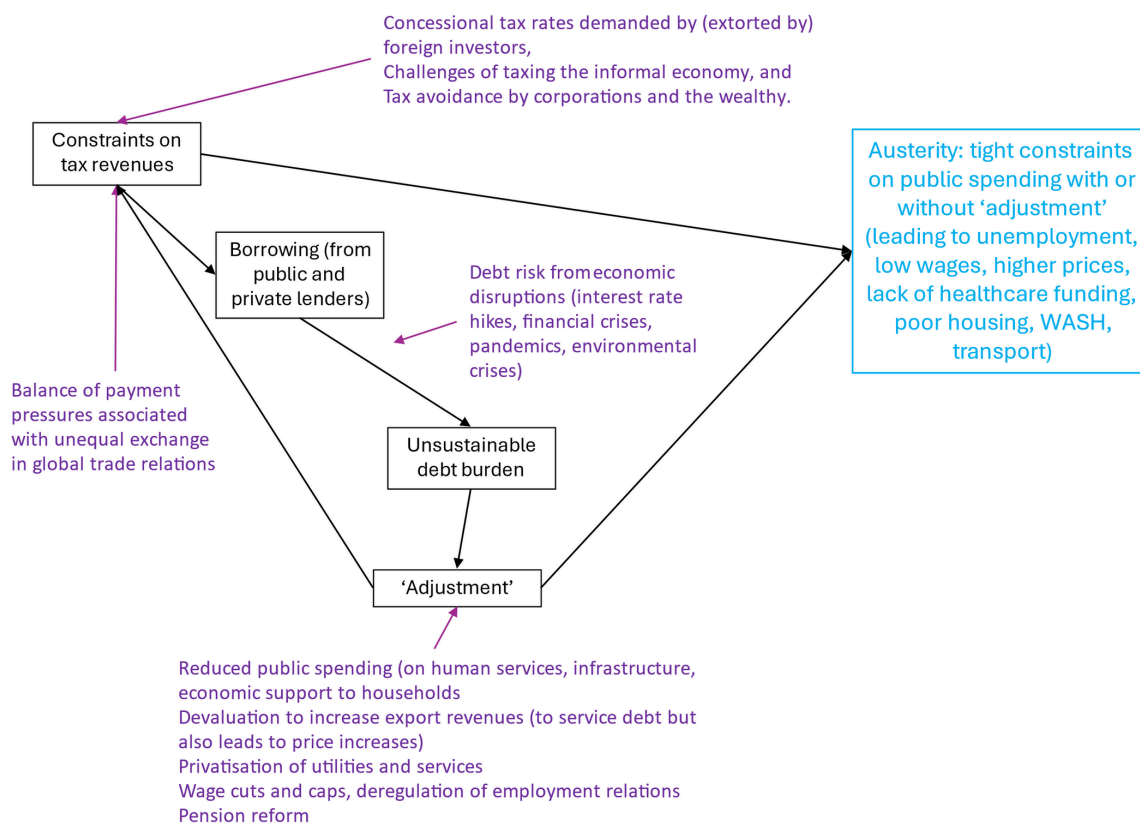 Concessional tax rates demanded by (extorted by)
foreign investors,
Challenges of taxing the informal economy, and
Tax avoidance by corporations and the wealthy.
Constraints on
tax revenues
Austerity: tight constraints
on public spending with or
without ‘adjustment’
(leading to unemployment,
low wages, higher prices,
lack of healthcare funding,
poor housing, WASH,
transport)
Borrowing (from
public and
private lenders)
Debt risk from economic
disruptions (interest rate
hikes, financial crises,
pandemics, environmental
crises)
Balance of payment
pressures associated
with unequal exchange
in global trade relations
Unsustainable
debt burden
‘Adjustment’
Reduced public spending (on human services, infrastructure,
economic support to households
Devaluation to increase export revenues (to service debt but
also leads to price increases)
Privatisation of utilities and services
Wage cuts and caps, deregulation of employment relations
Pension reform